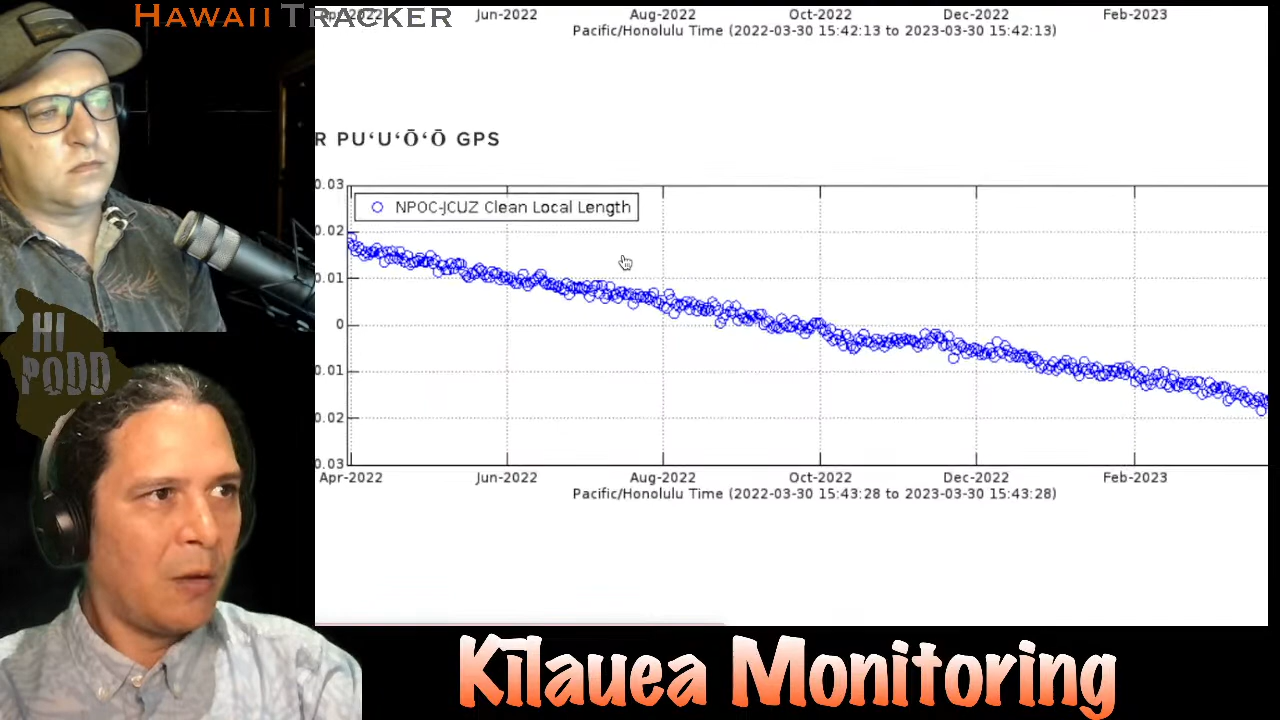 HAWAII TRACKER
Apr-2022 Jun-2022 Aug-2022 Oct-2022 Dec-2022 Feb-2023
Pacific/Honolulu Time (2022-03-30 15:42:13 to 2023-03-30 15:42:13)
R PUʻUʻŌʻŌ GPS
0.03
NPOC-JCUZ Clean Local Length
0.02
0.01
0
0.01
0.02
0.03
Apr-2022 Jun-2022 Aug-2022 Oct-2022 Dec-2022 Feb-2023
Pacific/Honolulu Time (2022-03-30 15:43:28 to 2023-03-30 15:43:28)
HI
PODD
Kīlauea Monitoring